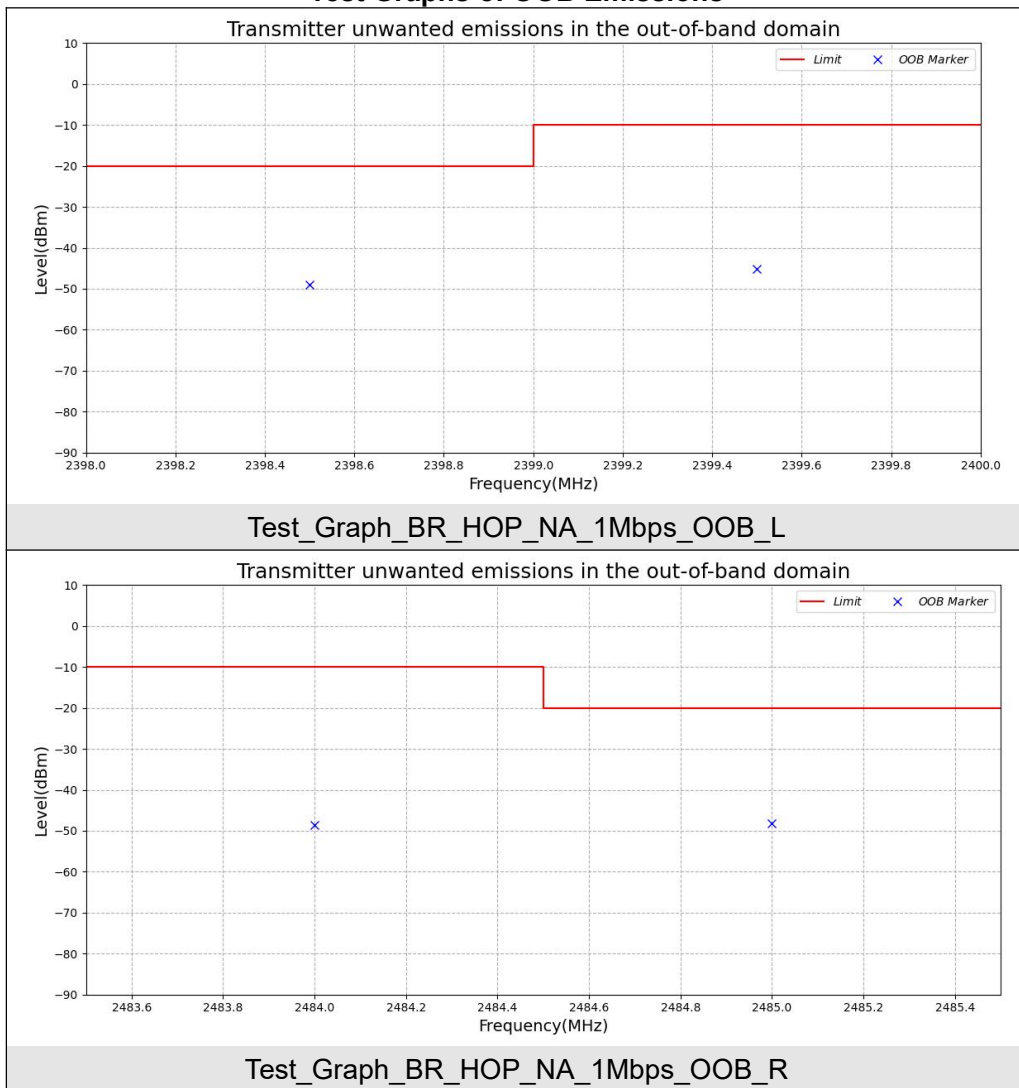 Test Graphs of OOB Emissions
Transmitter unwanted emissions in the out-of-band domain
Limit OOB Marker
10
0
−10
−20
−30
−40
−50
−60
−70
−80
−90
Level(dBm)
2398.0 2398.2 2398.4 2398.6 2398.8 2399.0 2399.2 2399.4 2399.6 2399.8 2400.0
Frequency(MHz)
Test_Graph_BR_HOP_NA_1Mbps_OOB_L
Transmitter unwanted emissions in the out-of-band domain
Limit OOB Marker
10
0
−10
−20
−30
−40
−50
−60
−70
−80
−90
Level(dBm)
2483.6 2483.8 2484.0 2484.2 2484.4 2484.6 2484.8 2485.0 2485.2 2485.4
Frequency(MHz)
Test_Graph_BR_HOP_NA_1Mbps_OOB_R